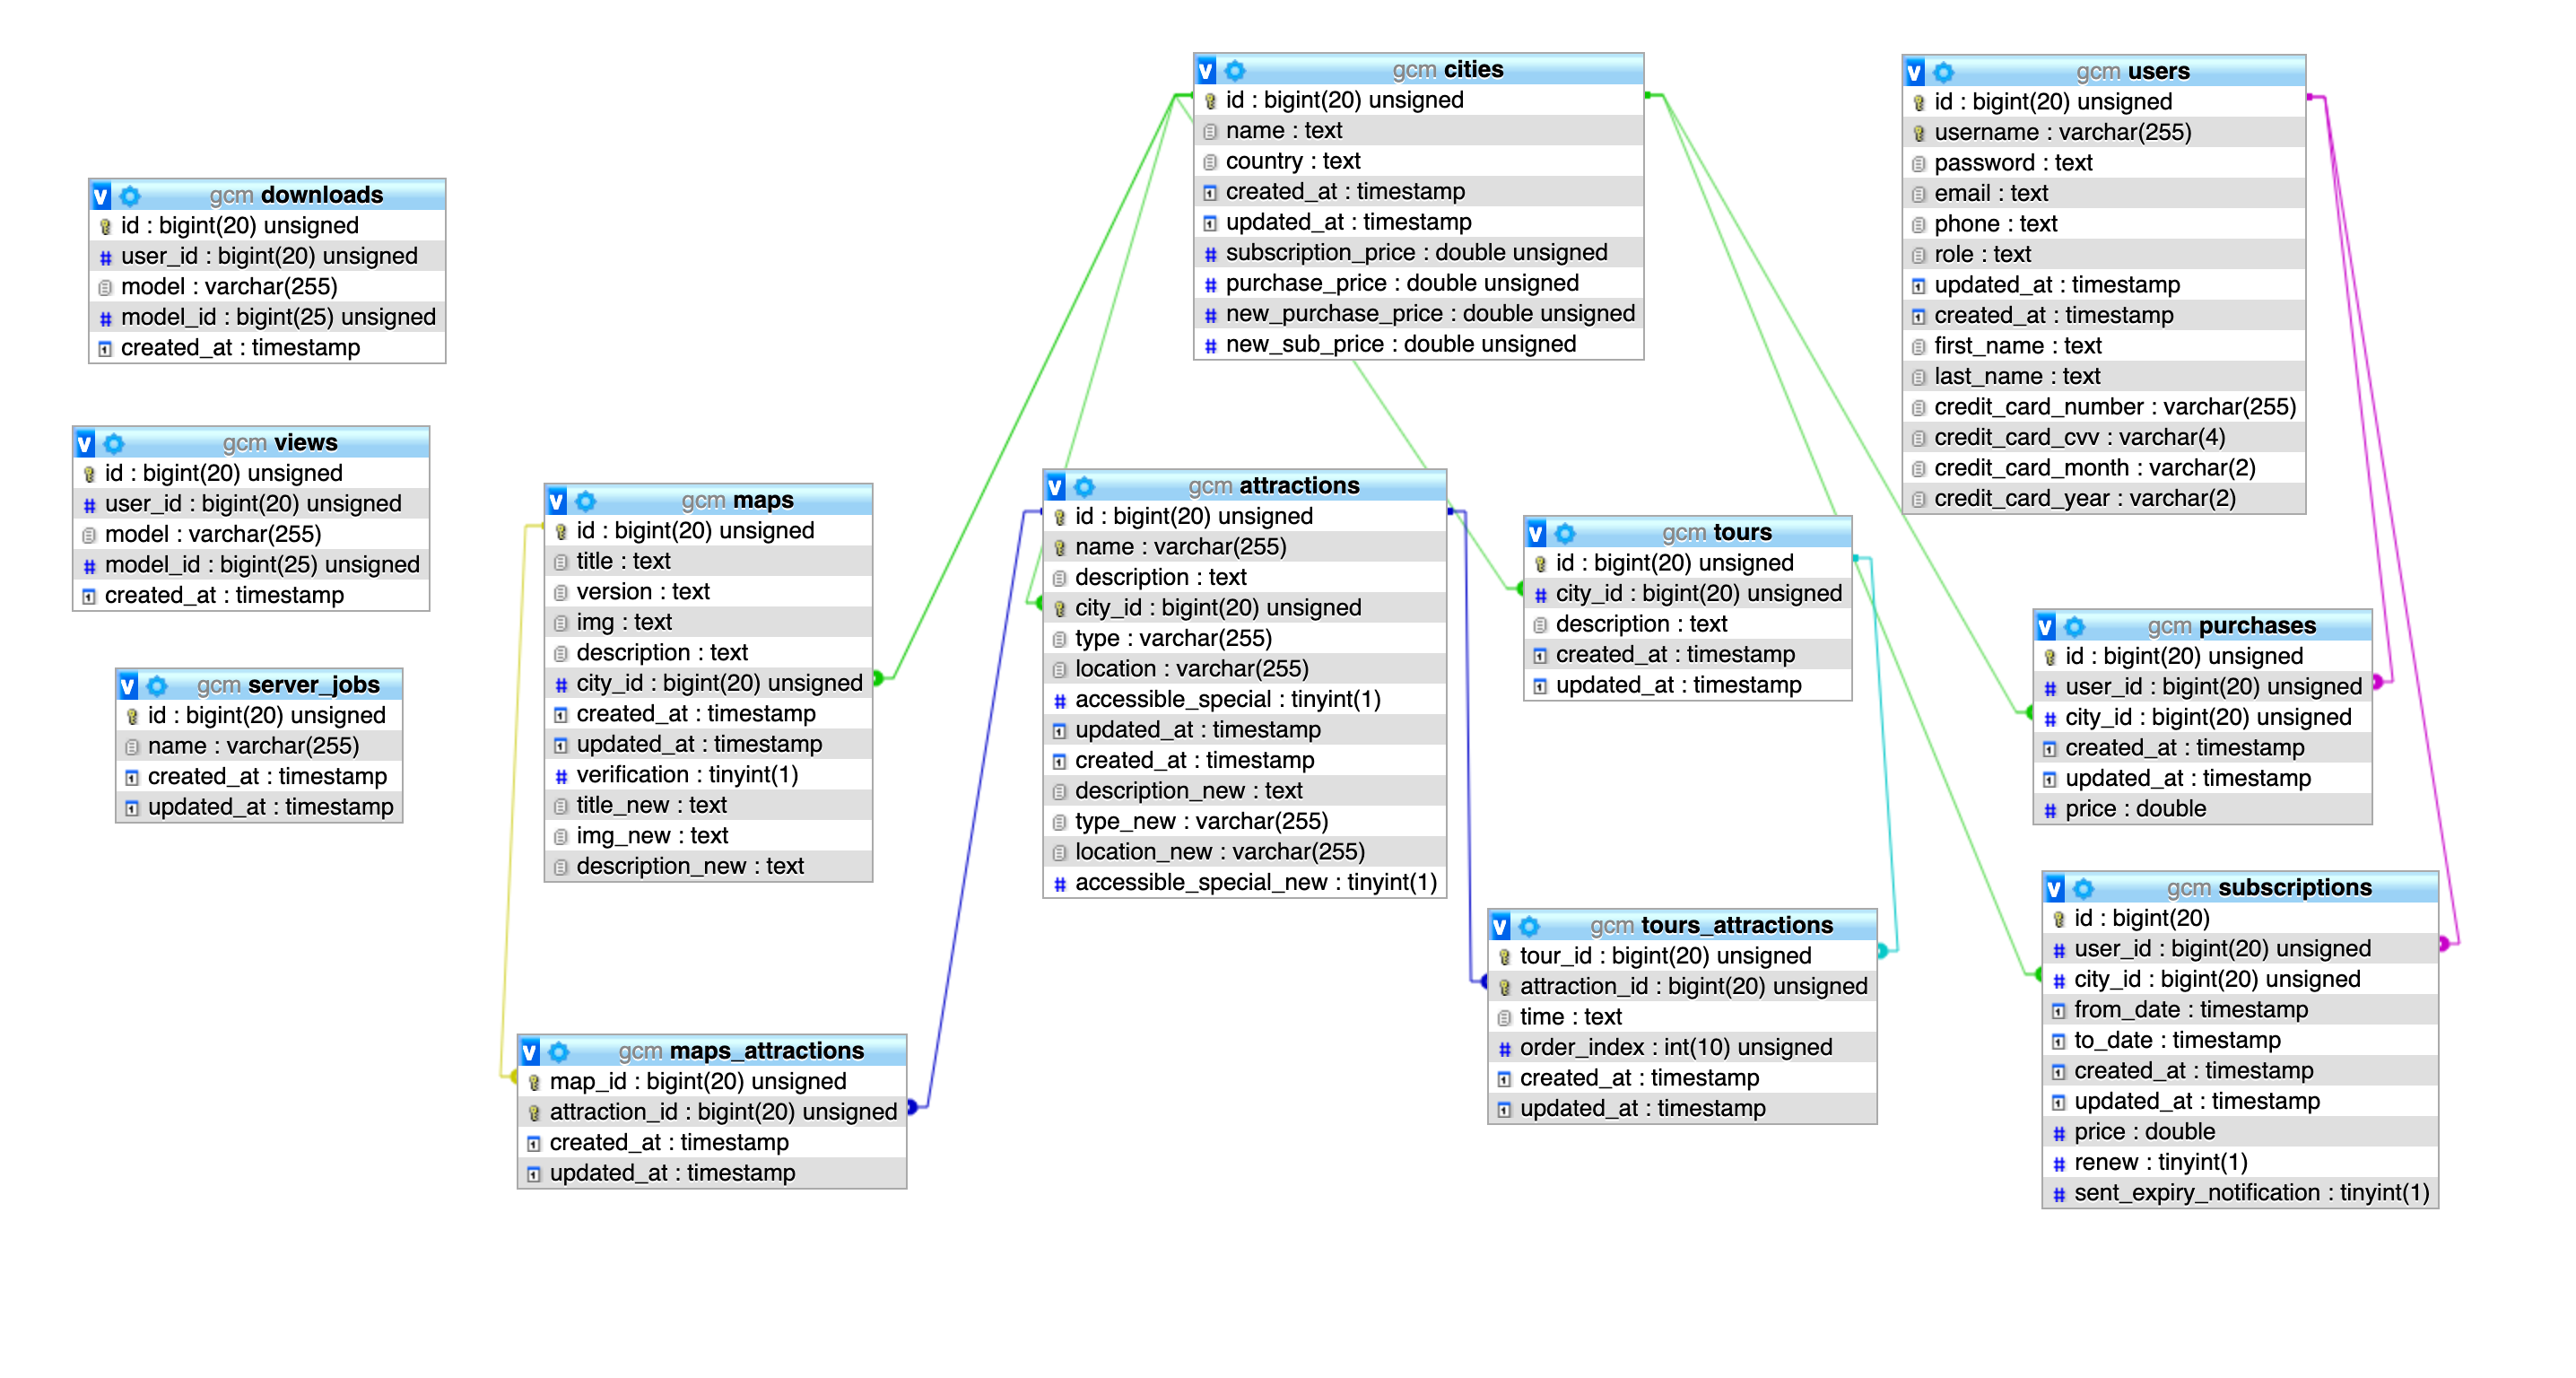 gcm cities
id : bigint(20) unsigned
name : text
country : text
created_at : timestamp
updated_at : timestamp
subscription_price : double unsigned
purchase_price : double unsigned
new_purchase_price : double unsigned
new_sub_price : double unsigned
gcm users
id : bigint(20) unsigned
username : varchar(255)
password : text
email : text
phone : text
role : text
updated_at : timestamp
created_at : timestamp
first_name : text
last_name : text
credit_card_number : varchar(255)
credit_card_cvv : varchar(4)
credit_card_month : varchar(2)
credit_card_year : varchar(2)
gcm downloads
id : bigint(20) unsigned
user_id : bigint(20) unsigned
model : varchar(255)
model_id : bigint(25) unsigned
created_at : timestamp
gcm views
id : bigint(20) unsigned
user_id : bigint(20) unsigned
model : varchar(255)
model_id : bigint(25) unsigned
created_at : timestamp
gcm server_jobs
id : bigint(20) unsigned
name : varchar(255)
created_at : timestamp
updated_at : timestamp
gcm maps
id : bigint(20) unsigned
title : text
version : text
img : text
description : text
city_id : bigint(20) unsigned
created_at : timestamp
updated_at : timestamp
verification : tinyint(1)
title_new : text
img_new : text
description_new : text
gcm attractions
id : bigint(20) unsigned
name : varchar(255)
description : text
city_id : bigint(20) unsigned
type : varchar(255)
location : varchar(255)
accessible_special : tinyint(1)
updated_at : timestamp
created_at : timestamp
description_new : text
type_new : varchar(255)
location_new : varchar(255)
accessible_special_new : tinyint(1)
gcm tours
id : bigint(20) unsigned
city_id : bigint(20) unsigned
description : text
created_at : timestamp
updated_at : timestamp
gcm purchases
id : bigint(20) unsigned
user_id : bigint(20) unsigned
city_id : bigint(20) unsigned
created_at : timestamp
updated_at : timestamp
price : double
gcm subscriptions
id : bigint(20)
user_id : bigint(20) unsigned
city_id : bigint(20) unsigned
from_date : timestamp
to_date : timestamp
created_at : timestamp
updated_at : timestamp
price : double
renew : tinyint(1)
sent_expiry_notification : tinyint(1)
gcm tours_attractions
tour_id : bigint(20) unsigned
attraction_id : bigint(20) unsigned
time : text
order_index : int(10) unsigned
created_at : timestamp
updated_at : timestamp
gcm maps_attractions
map_id : bigint(20) unsigned
attraction_id : bigint(20) unsigned
created_at : timestamp
updated_at : timestamp